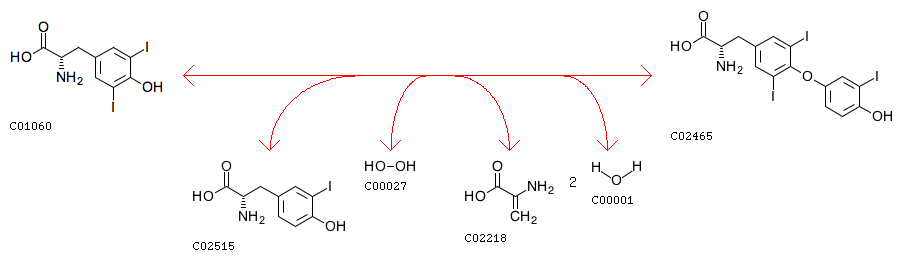 O
HO
NH2
I
I
OH
C01060
O
HO
NH2
I
OH
C02515
HO-OH
C00027
O
HO
NH2
CH2
C02218
2
H
H
O
C00001
O
HO
NH2
I
I
O
I
OH
C02465